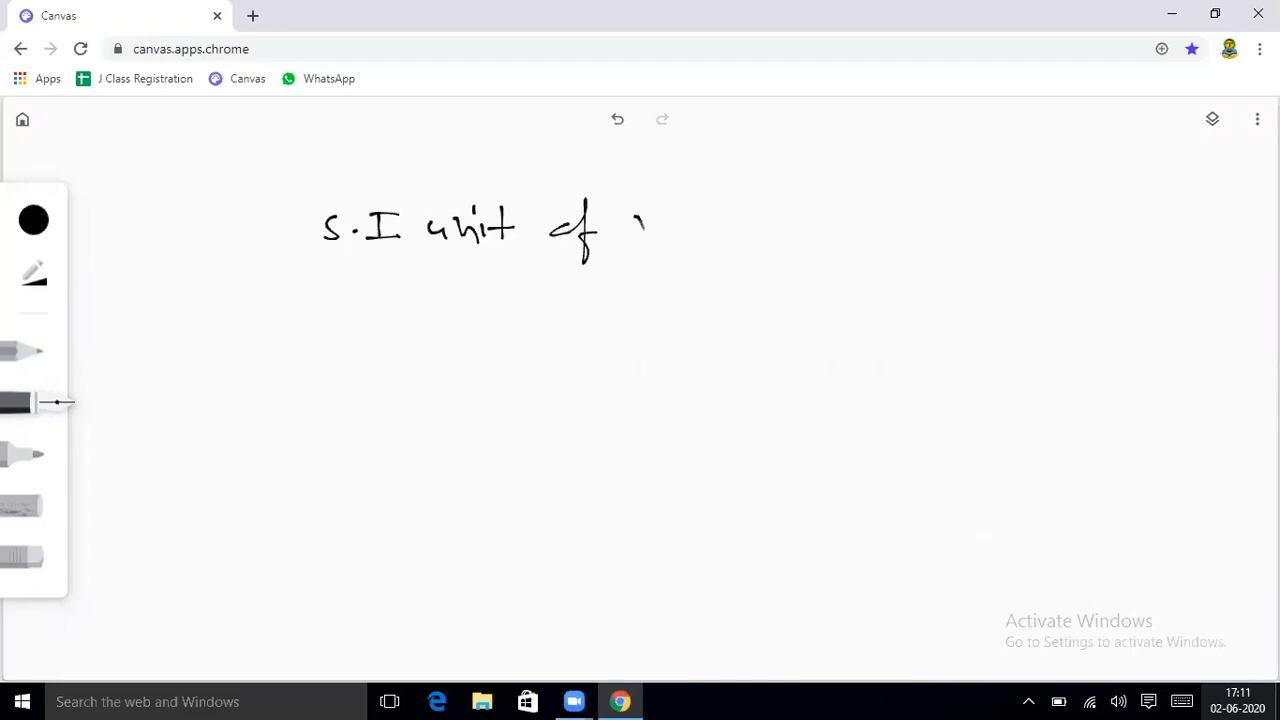 Canvas
canvas.apps.chrome
Apps J Class Registration Canvas WhatsApp
S.I unit of
Activate Windows
Go to Settings to activate Windows.
Search the web and Windows
17:11
02-06-2020